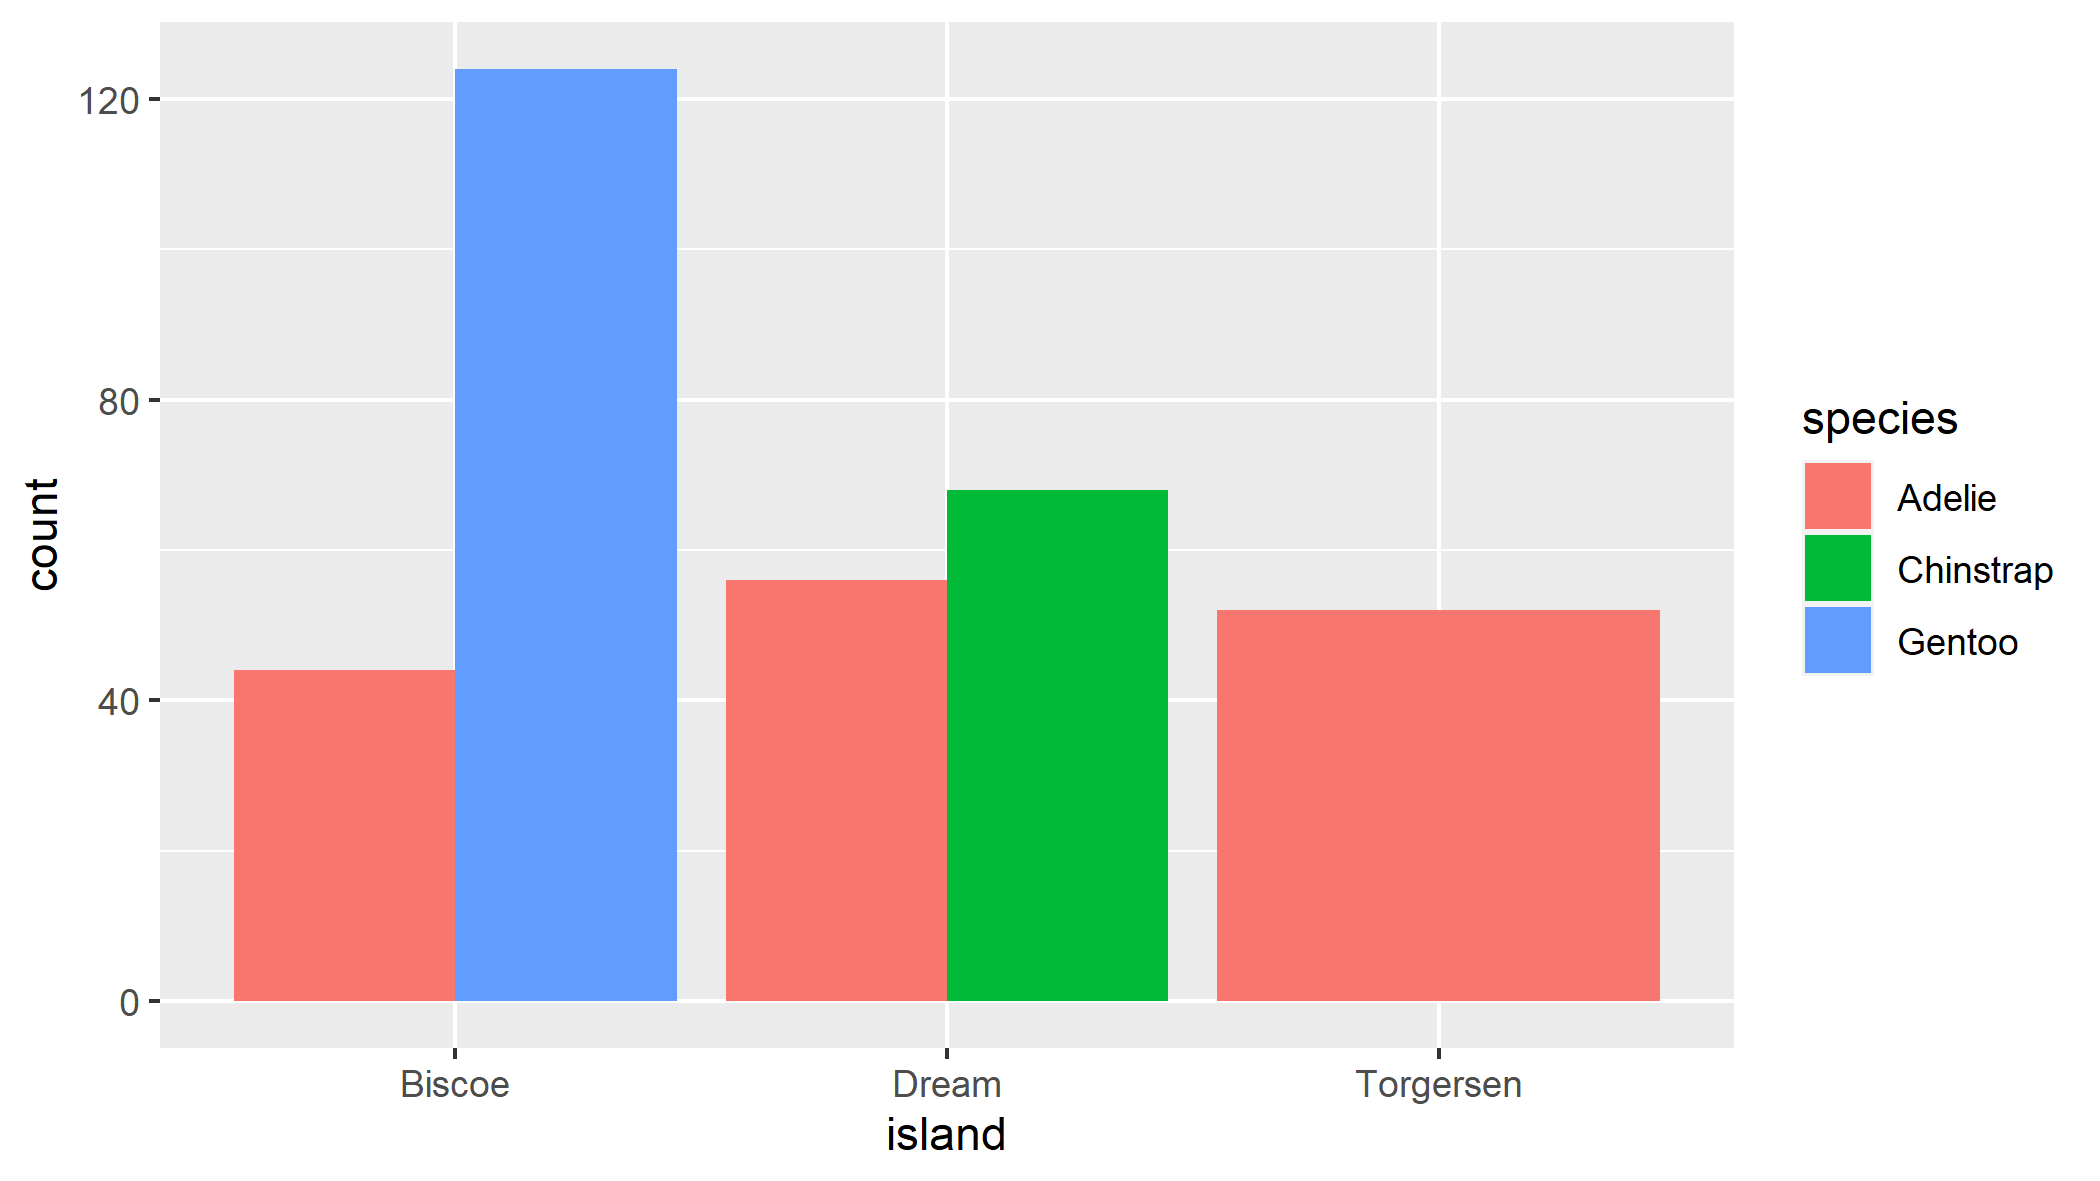 120
80
40
0
count
Biscoe
Dream
Torgersen
island
species
Adelie
Chinstrap
Gentoo